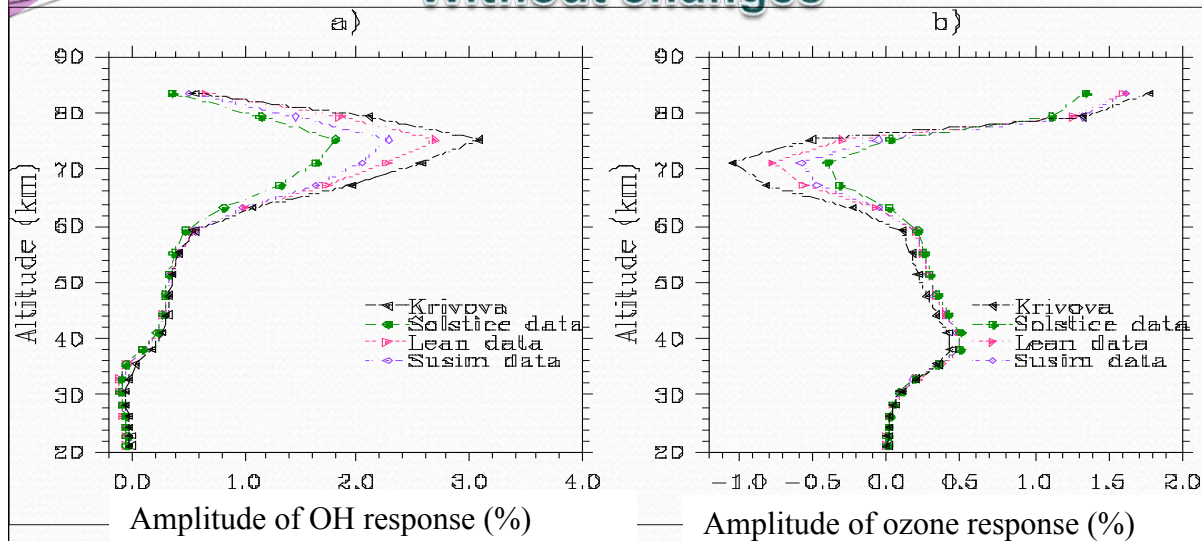 Without changes
a)
b)
90
80
70
60
50
40
30
20
Altitude (km)
Krivova
Solstice data
Lean data
Susim data
0.0 1.0 2.0 3.0 4.0
Amplitude of OH response (%)
90
80
70
60
50
40
30
20
Altitude (km)
Krivova
Solstice data
Lean data
Susim data
-1.0 -0.5 0.0 0.5 1.0 1.5 2.0
Amplitude of ozone response (%)